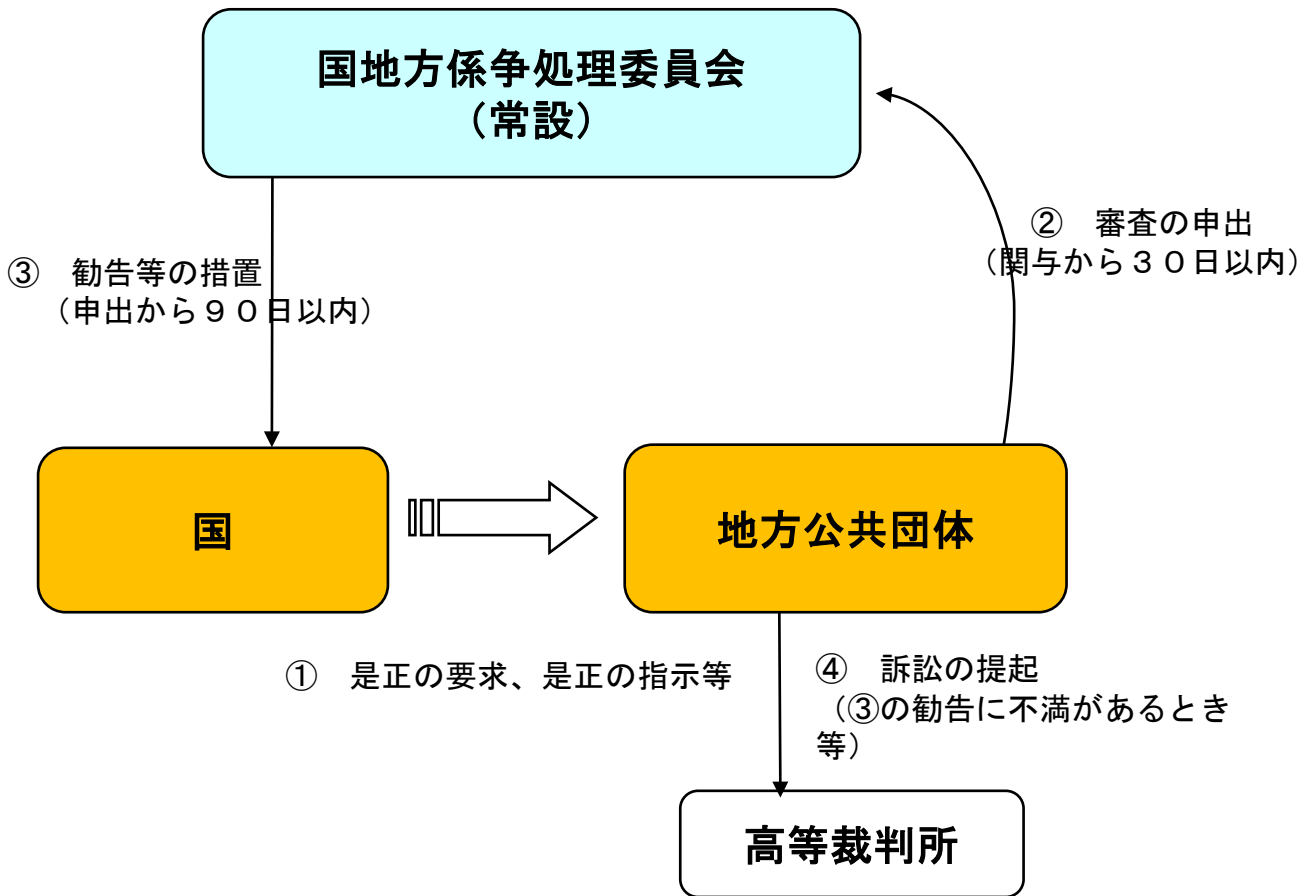 国地方係争処理委員会
（常設）
②　審査の申出
（関与から３０日以内）
③　勧告等の措置
（申出から９０日以内）
国
地方公共団体
①　是正の要求、是正の指示等
④　訴訟の提起
（③の勧告に不満があるとき
等）
高等裁判所